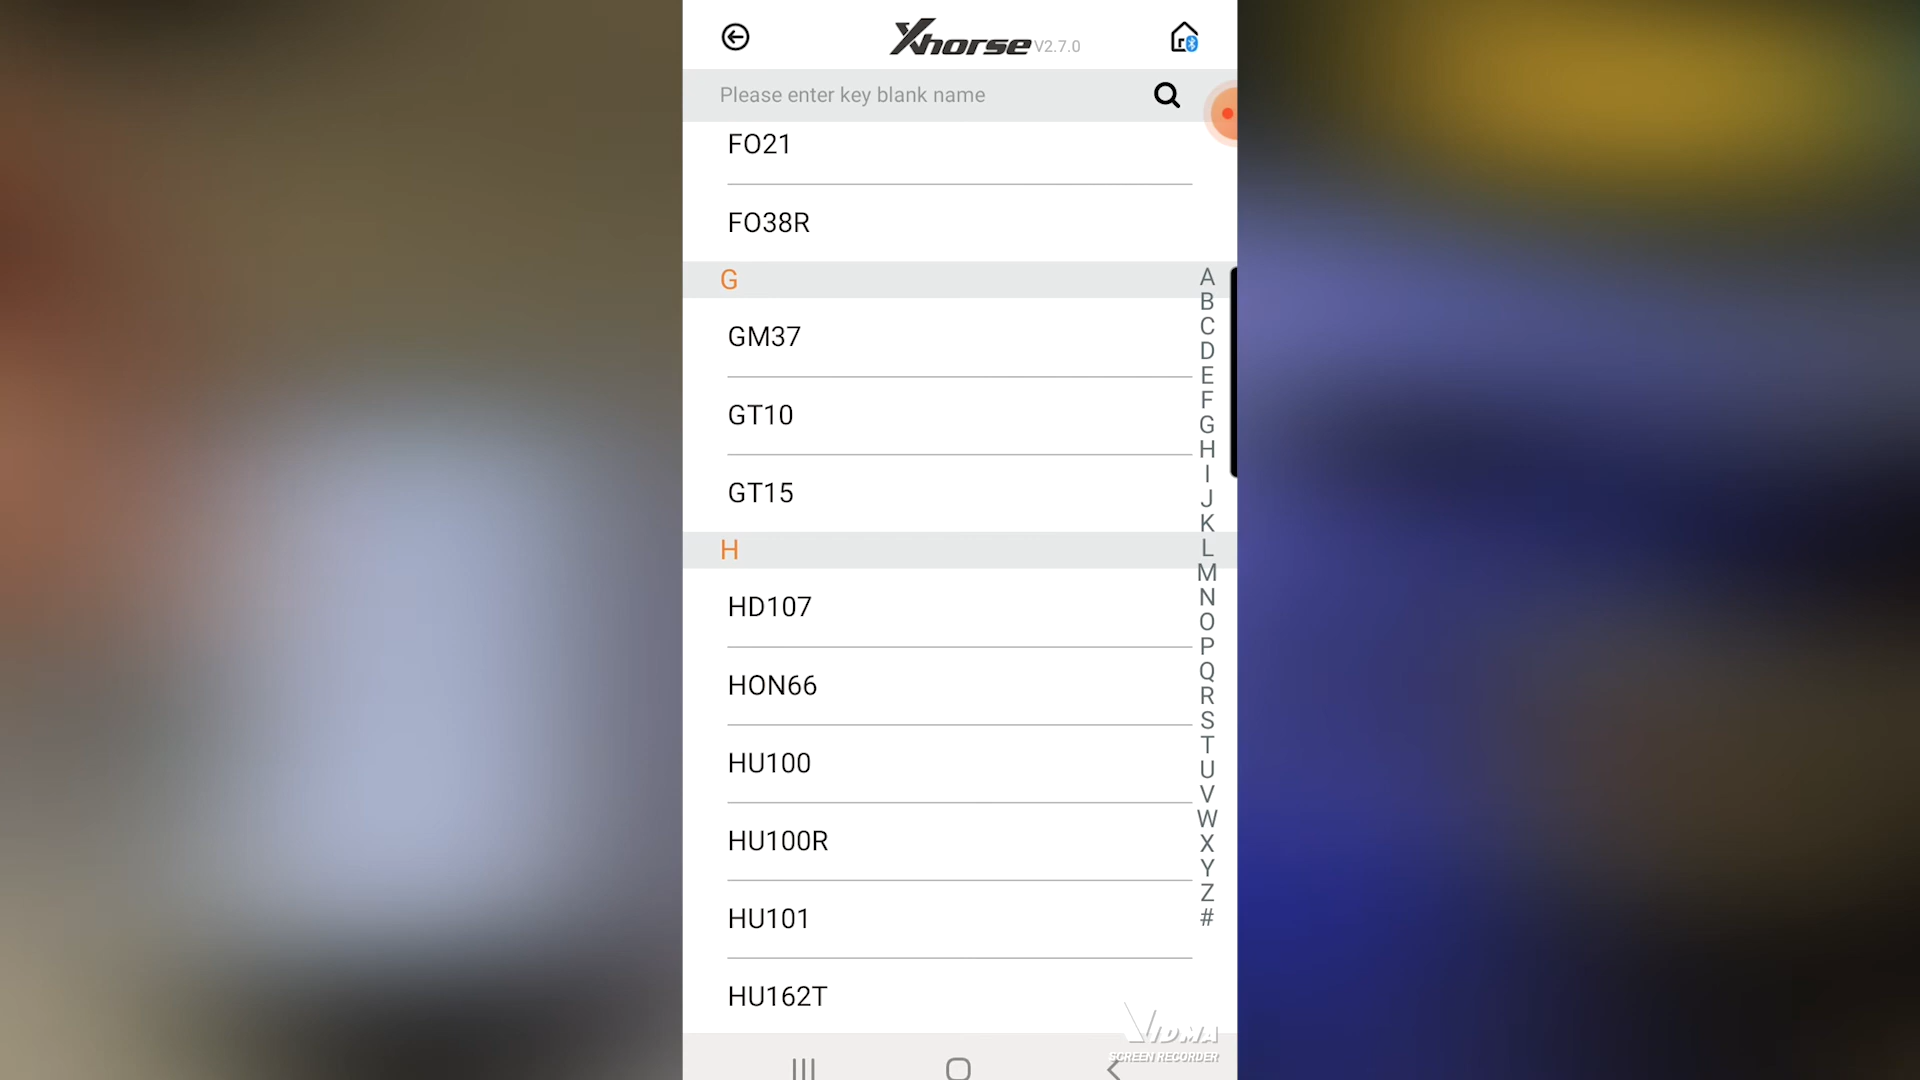 Xhorse V2.7.0
Please enter key blank name
FO21
FO38R
G
GM37
GT10
GT15
H
HD107
HON66
HU100
HU100R
HU101
HU162T
A
B
C
D
E
F
G
H
I
J
K
L
M
N
O
P
Q
R
S
T
U
V
W
X
Y
Z
#
VIDMA
SCREEN RECORDER